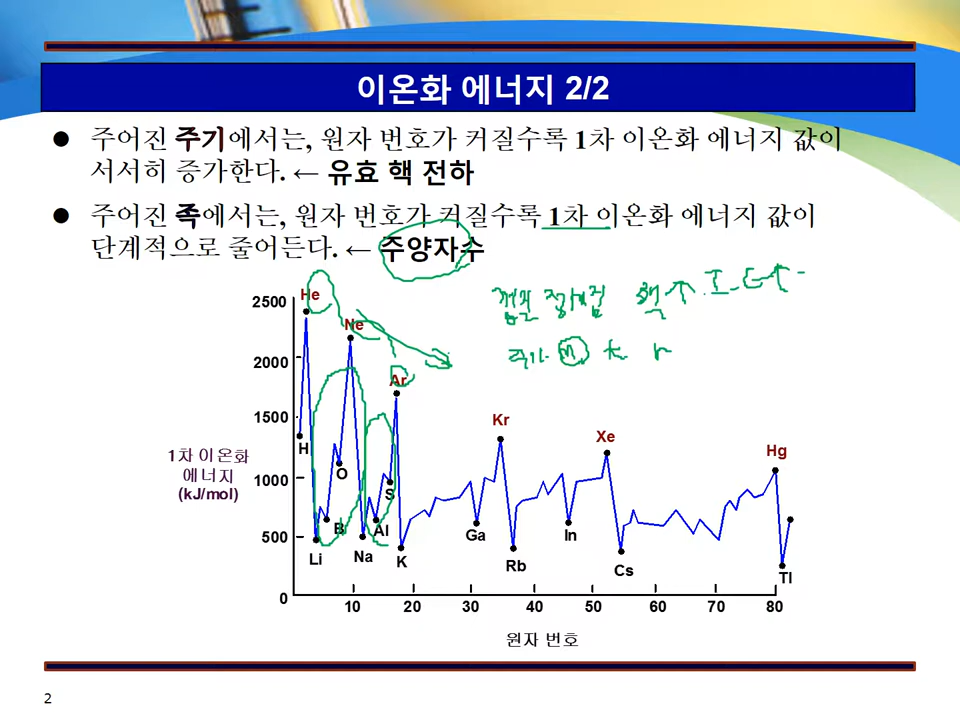 이온화 에너지 2/2
● 주어진 주기에서는, 원자 번호가 커질수록 1차 이온화 에너지 값이
서서히 증가한다. ← 유효 핵 전하
● 주어진 족에서는, 원자 번호가 커질수록 1차 이온화 에너지 값이
단계적으로 줄어든다. ← 주양자수
핵↑ I.E↑
n
He
2500
Ne
2000
Ar
1500
Kr
Xe
Hg
H
1차 이온화
에너지
(kJ/mol)
1000
O
S
500
B
Al
Ga
In
Li
Na
K
Rb
Cs
Tl
0
10 20 30 40 50 60 70 80
원자 번호
2